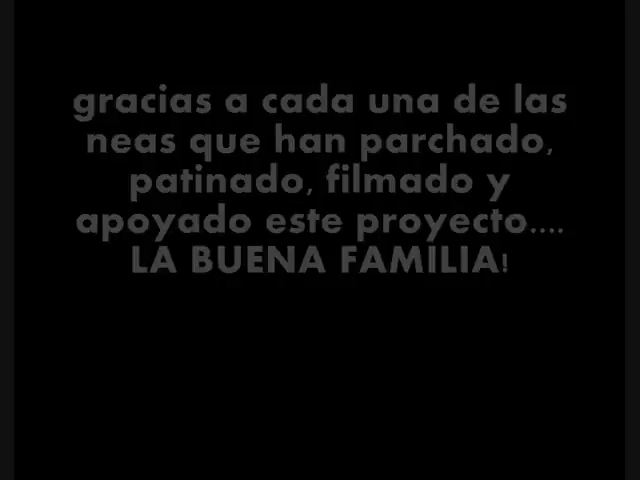 gracias a cada una de las
neas que han parchado,
patinado, filmado y
apoyado este proyecto....
LA BUENA FAMILIA!